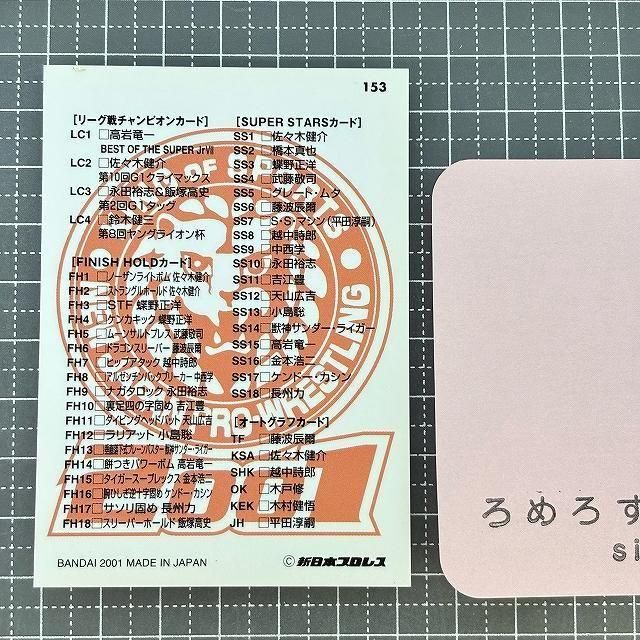 153
[リーグ戦チャンピオンカード]
LC1 □高岩竜一
BEST OF THE SUPER Jr.Ⅶ
LC2 □佐々木健介
第10回G1クライマックス
LC3 □永田裕志&飯塚高史
第2回G1タッグ
LC4 □鈴木健三
第8回ヤングライオン杯
[FINISH HOLDカード]
FH1 □ノーザンライトボム 佐々木健介
FH2 □ストラングルホールド 佐々木健介
FH3 □STF 蝶野正洋
FH4 □ケンカキック 蝶野正洋
FH5 □ムーンサルトプレス 武藤敬司
FH6 □ドラゴンスリーパー 藤波辰爾
FH7 □ヒップアタック 越中詩郎
FH8 □アルゼンチンバックブリーカー 中西学
FH9 □ナガタロック 永田裕志
FH10 □裏足四の字固め 吉江豊
FH11 □ダイビングヘッドバット 天山広吉
FH12 □ラリアット 小島聡
FH13 □垂直落下式ブレーンバスター 獣神サンダー・ライガー
FH14 □餅つきパワーボム 高岩竜一
FH15 □タイガースープレックス 金本浩二
FH16 □腕ひしぎ逆十字固め ケンドー・カシン
FH17 □サソリ固め 長州力
FH18 □スリーパーホールド 飯塚高史
[SUPER STARSカード]
SS1 □佐々木健介
SS2 □橋本真也
SS3 □蝶野正洋
SS4 □武藤敬司
SS5 □グレート・ムタ
SS6 □藤波辰爾
SS7 □S・S・マシン(平田淳嗣)
SS8 □越中詩郎
SS9 □中西学
SS10 □永田裕志
SS11 □吉江豊
SS12 □天山広吉
SS13 □小島聡
SS14 □獣神サンダー・ライガー
SS15 □高岩竜一
SS16 □金本浩二
SS17 □ケンドー・カシン
SS18 □長州力
[オートグラフカード]
TF □藤波辰爾
KSA □佐々木健介
SHK □越中詩郎
OK □木戸修
KEK □木村健悟
JH □平田淳嗣
BANDAI 2001 MADE IN JAPAN
©新日本プロレス
ろめろす
si